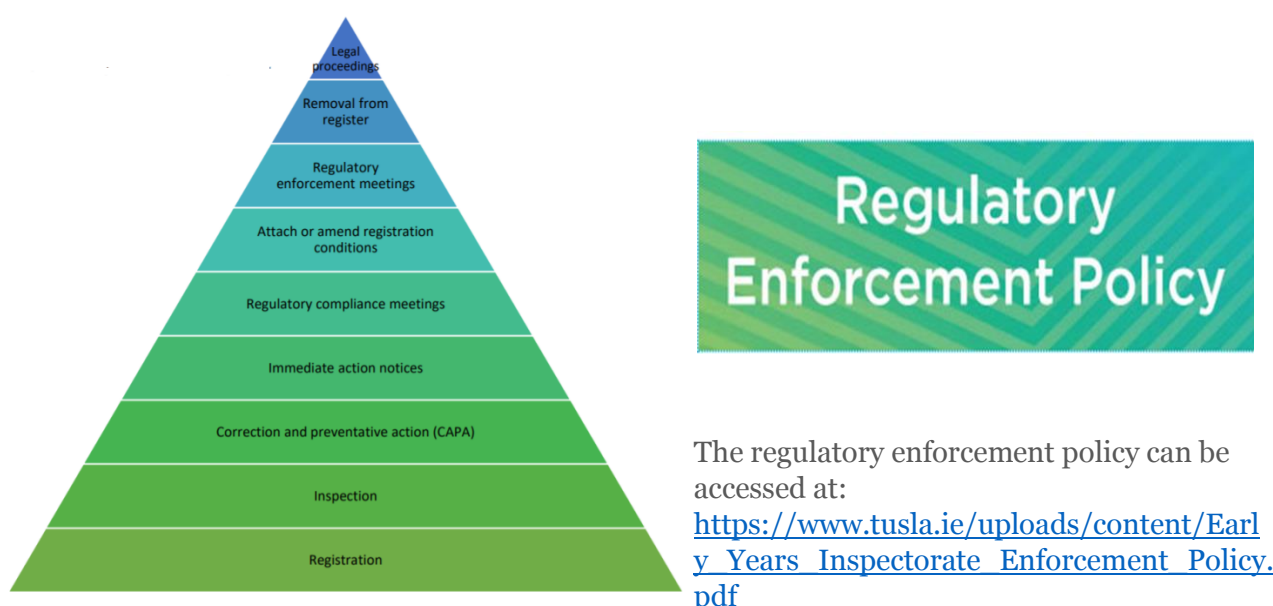 Legal
proceedings
Removal from
register
Regulatory
enforcement meetings
Attach or amend registration
conditions
Regulatory compliance meetings
Immediate action notices
Correction and preventative action (CAPA)
Inspection
Registration
Regulatory
Enforcement Policy
The regulatory enforcement policy can be
accessed at:
https://www.tusla.ie/uploads/content/Earl
y_Years_Inspectorate_Enforcement_Policy.
pdf